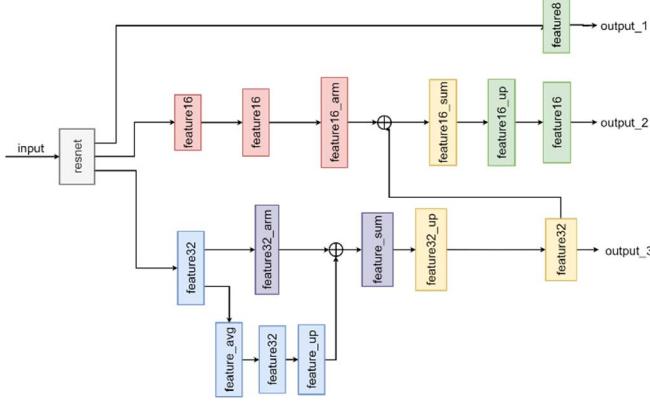 feature8
output_1
input
resnet
feature16
feature16
feature16_arm
feature16_sum
feature16_up
feature16
output_2
feature32
feature32_arm
feature_sum
feature32_up
feature32
output_3
feature_avg
feature32
feature_up